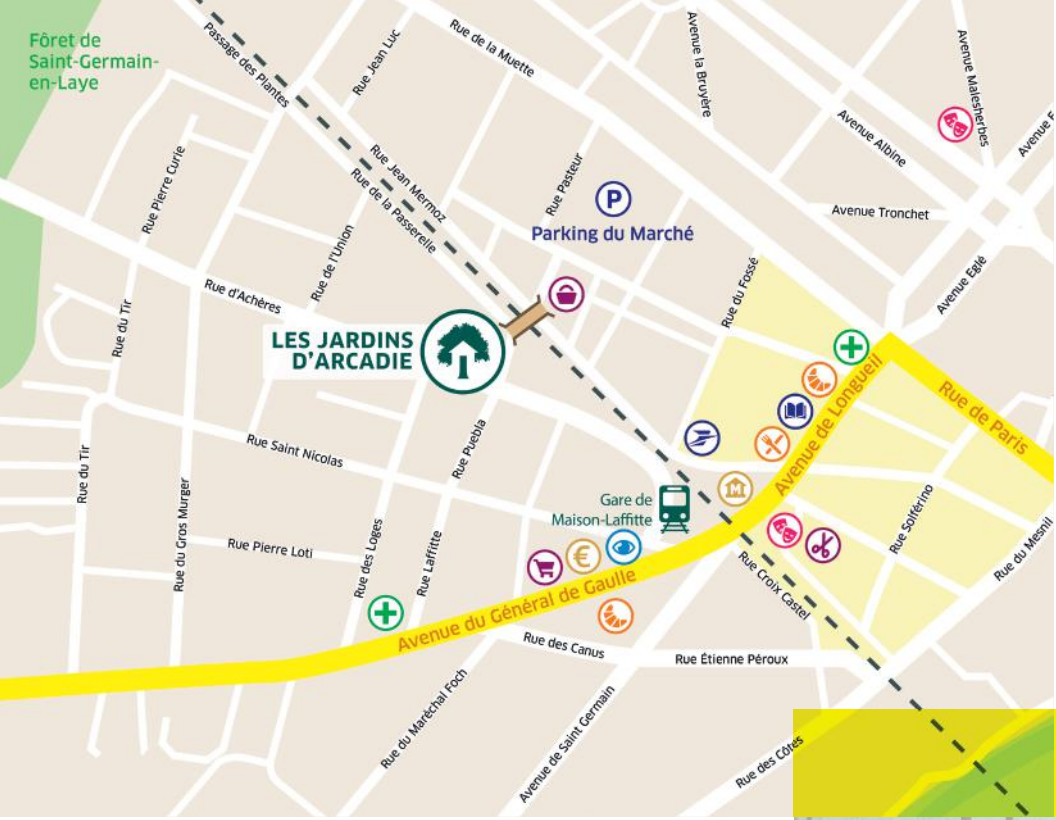 Fôret de
Saint-Germain-
en-Laye
Passage des Plantes
Rue Jean Luc
Rue de la Muette
Avenue la Bruyère
Avenue Malesherbes
Avenue E
Avenue Albine
Avenue Tronchet
Avenue Eglé
Rue Pierre Curie
Rue Jean Mermoz
Rue de la Passerelle
Rue Pasteur
P
Parking du Marché
Rue de l'Union
Rue d'Achères
Rue du Tir
Rue du Fossé
LES JARDINS
D'ARCADIE
Avenue de Longueil
Rue de Paris
Rue Saint Nicolas
Rue Puebla
Rue du Tir
Rue du Gros Murger
Gare de
Maison-Laffitte
M
Rue Solférino
Rue du Mesnil
Rue Pierre Loti
Rue des Loges
Rue Laffitte
€
Avenue du Général de Gaulle
Rue Croix Castel
Rue des Canus
Rue Étienne Péroux
Rue du Maréchal Foch
Avenue de Saint Germain
Rue des Côtes